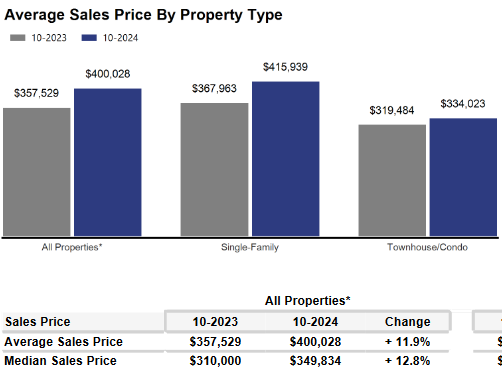 Average Sales Price By Property Type
10-2023 10-2024
$357,529 $400,028 $367,963 $415,939 $319,484 $334,023
All Properties* Single-Family Townhouse/Condo
All Properties*
Sales Price 10-2023 10-2024 Change
Average Sales Price $357,529 $400,028 + 11.9% $
Median Sales Price $310,000 $349,834 + 12.8% $